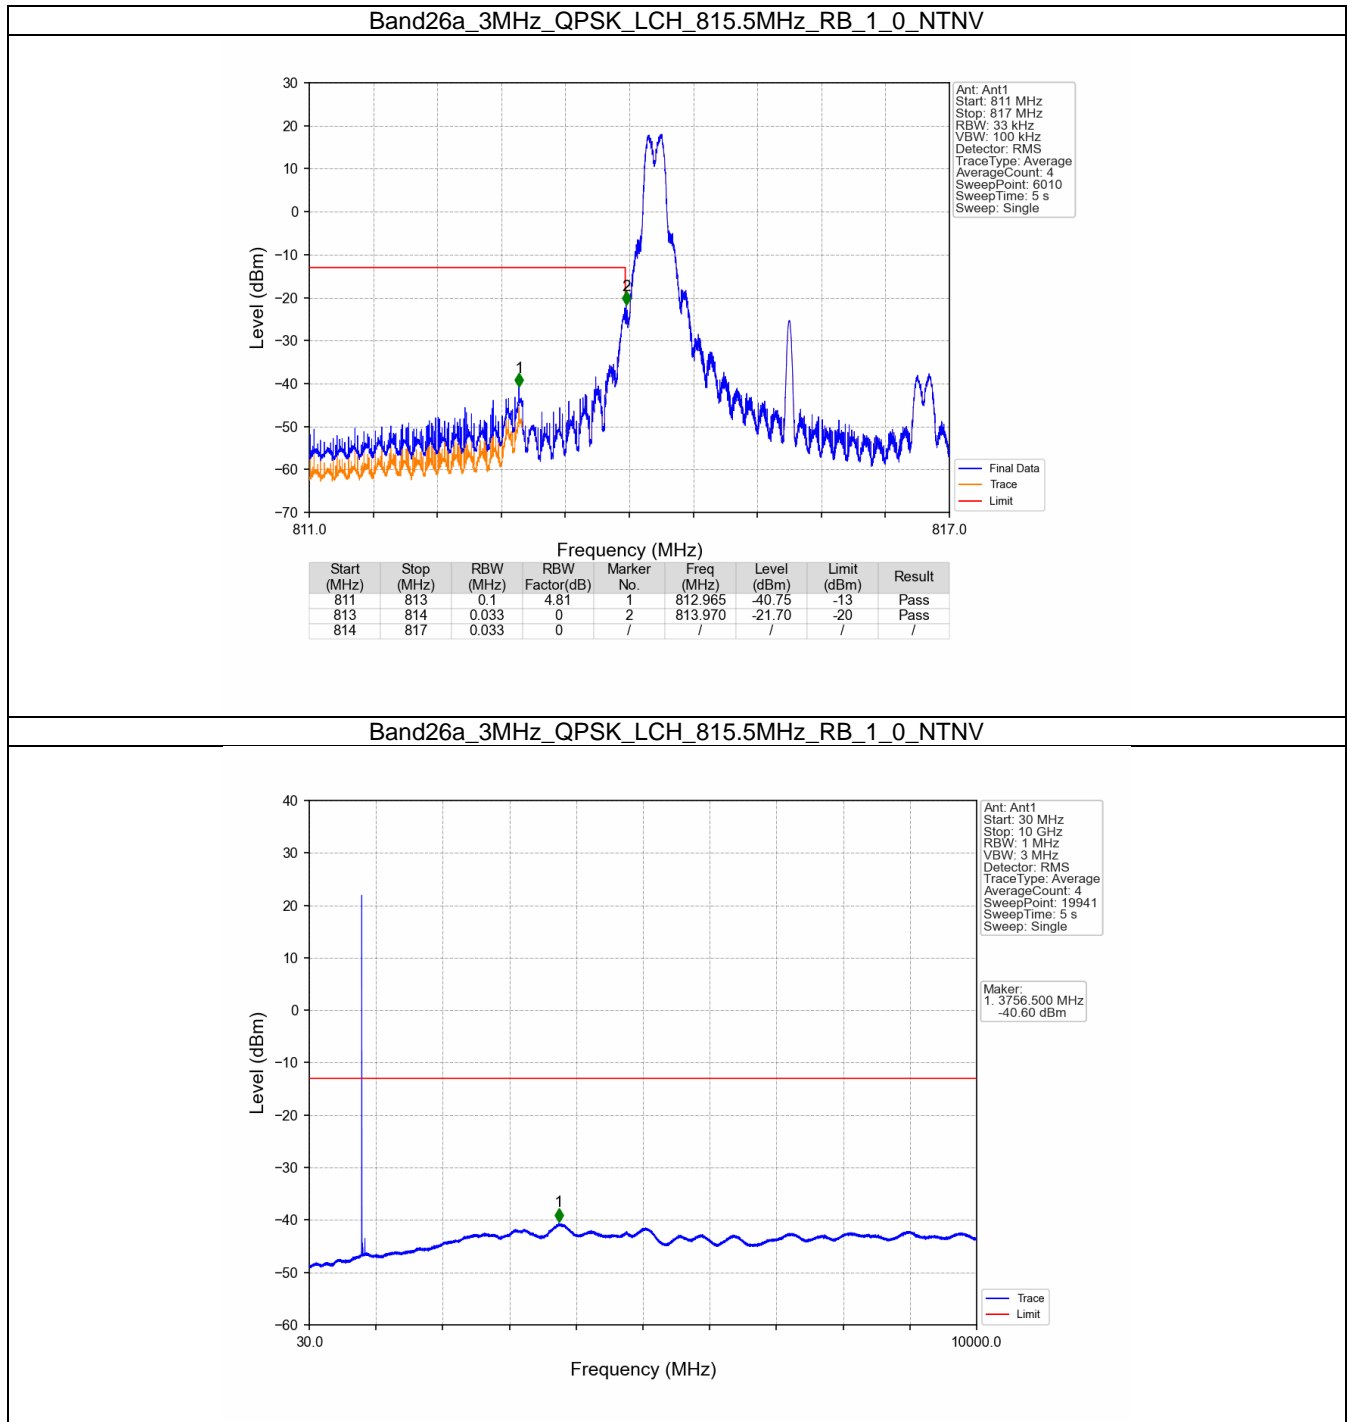 Band26a_3MHz_QPSK_LCH_815.5MHz_RB_1_0_NTNV
30
20
10
0
−10
−20
−30
−40
−50
−60
−70
Level (dBm)
1
2
811.0
817.0
Frequency (MHz)
Ant: Ant1
Start: 811 MHz
Stop: 817 MHz
RBW: 33 kHz
VBW: 100 kHz
Detector: RMS
TraceType: Average
AverageCount: 4
SweepPoint: 6010
SweepTime: 5 s
Sweep: Single
Final Data
Trace
Limit
Start (MHz) Stop (MHz) RBW (MHz) RBW Factor(dB) Marker No. Freq (MHz) Level (dBm) Limit (dBm) Result
811 813 0.1 4.81 1 812.965 -40.75 -13 Pass
813 814 0.033 0 2 813.970 -21.70 -20 Pass
814 817 0.033 0 / / / / /
Band26a_3MHz_QPSK_LCH_815.5MHz_RB_1_0_NTNV
40
30
20
10
0
−10
−20
−30
−40
−50
−60
Level (dBm)
1
30.0
10000.0
Frequency (MHz)
Ant: Ant1
Start: 30 MHz
Stop: 10 GHz
RBW: 1 MHz
VBW: 3 MHz
Detector: RMS
TraceType: Average
AverageCount: 4
SweepPoint: 19941
SweepTime: 5 s
Sweep: Single
Maker:
1. 3756.500 MHz
-40.60 dBm
Trace
Limit